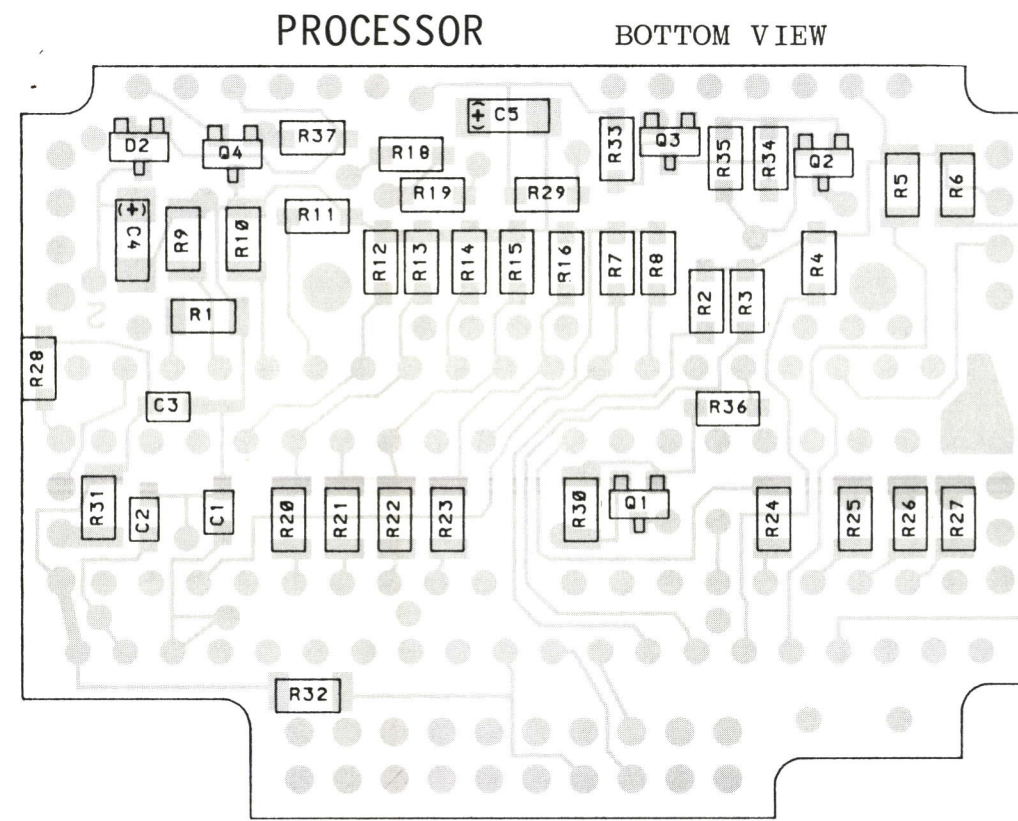 PROCESSOR BOTTOM VIEW
(+) C5
D2
Q4
R37
R18
R33
Q3
R35
R34
Q2
R5
R6
R19
R29
(+) C4
R9
R10
R11
R12
R13
R14
R15
R16
R7
R8
R2
R3
R4
R1
R28
C3
R36
R31
C2
C1
R20
R21
R22
R23
R30
Q1
R24
R25
R26
R27
R32